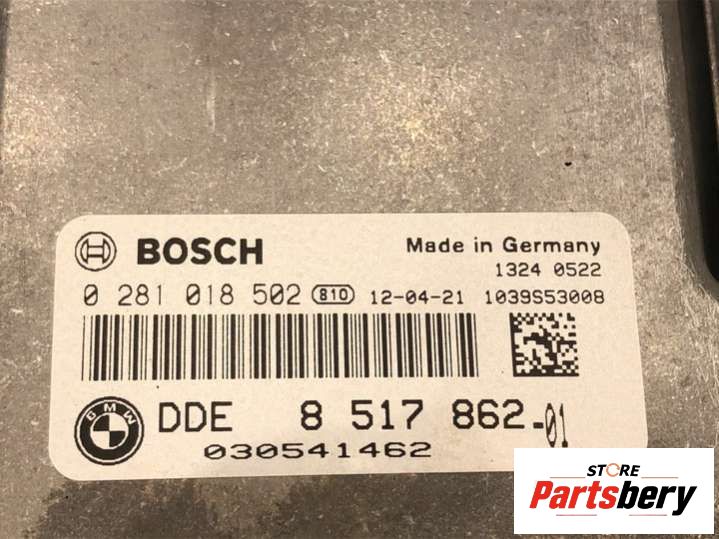 BOSCH Made in Germany
1324 0522
0 281 018 502 810 12-04-21 1039S53008
BMW DDE 8 517 862-01
030541462
STORE
Partsbery